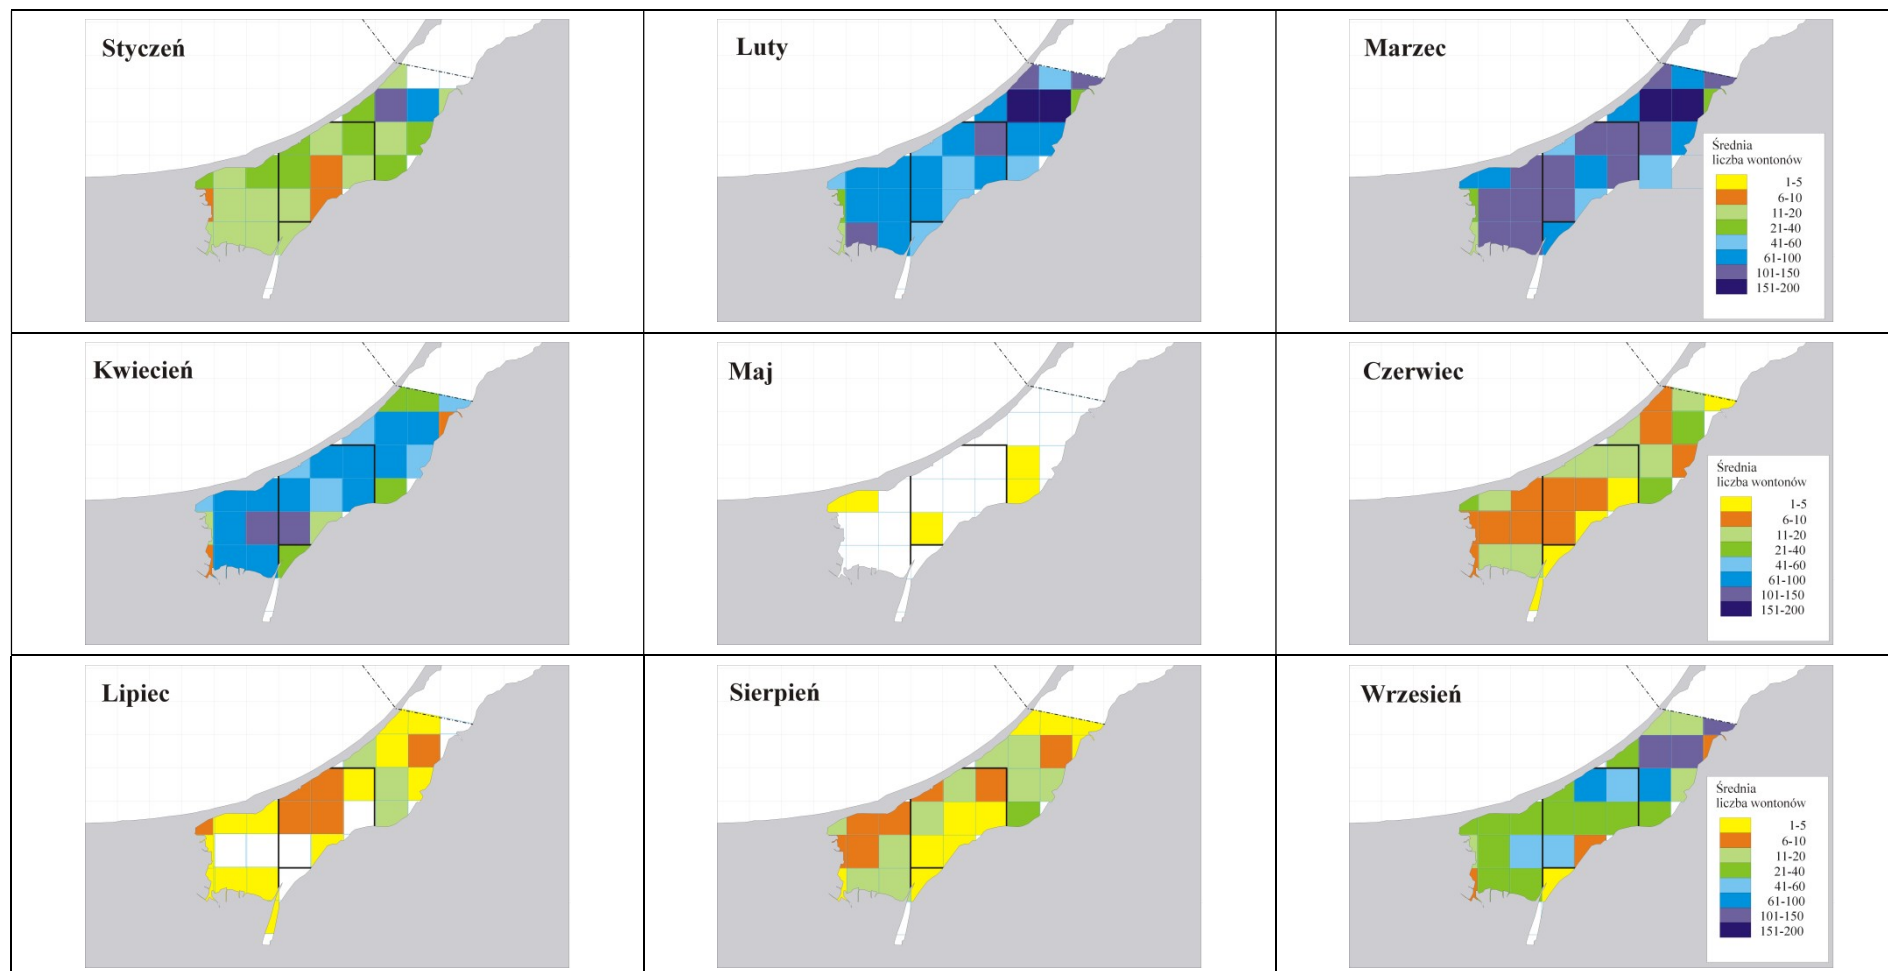 Styczeń
Luty
Marzec
Średnia
liczba wontonów
1-5
6-10
11-20
21-40
41-60
61-100
101-150
151-200
Kwiecień
Maj
Czerwiec
Średnia
liczba wontonów
1-5
6-10
11-20
21-40
41-60
61-100
101-150
151-200
Lipiec
Sierpień
Wrzesień
Średnia
liczba wontonów
1-5
6-10
11-20
21-40
41-60
61-100
101-150
151-200